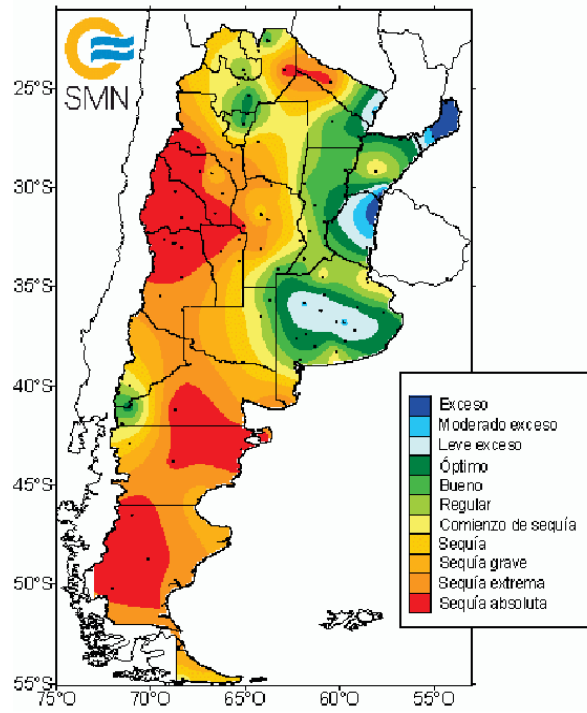 SMN
25°S
30°S
35°S
40°S
45°S
50°S
55°S
75°O 70°O 65°O 60°O 55°O
Exceso
Moderado exceso
Leve exceso
Óptimo
Bueno
Regular
Comienzo de sequía
Sequía
Sequía grave
Sequía extrema
Sequía absoluta